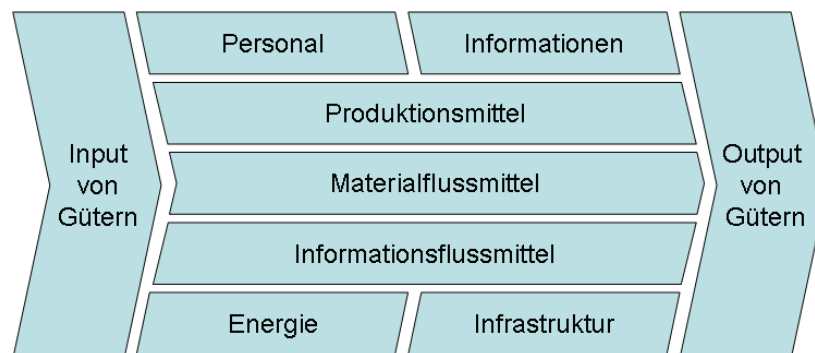 Input
von
Gütern
Personal
Informationen
Produktionsmittel
Materialflussmittel
Informationsflussmittel
Energie
Infrastruktur
Output
von
Gütern